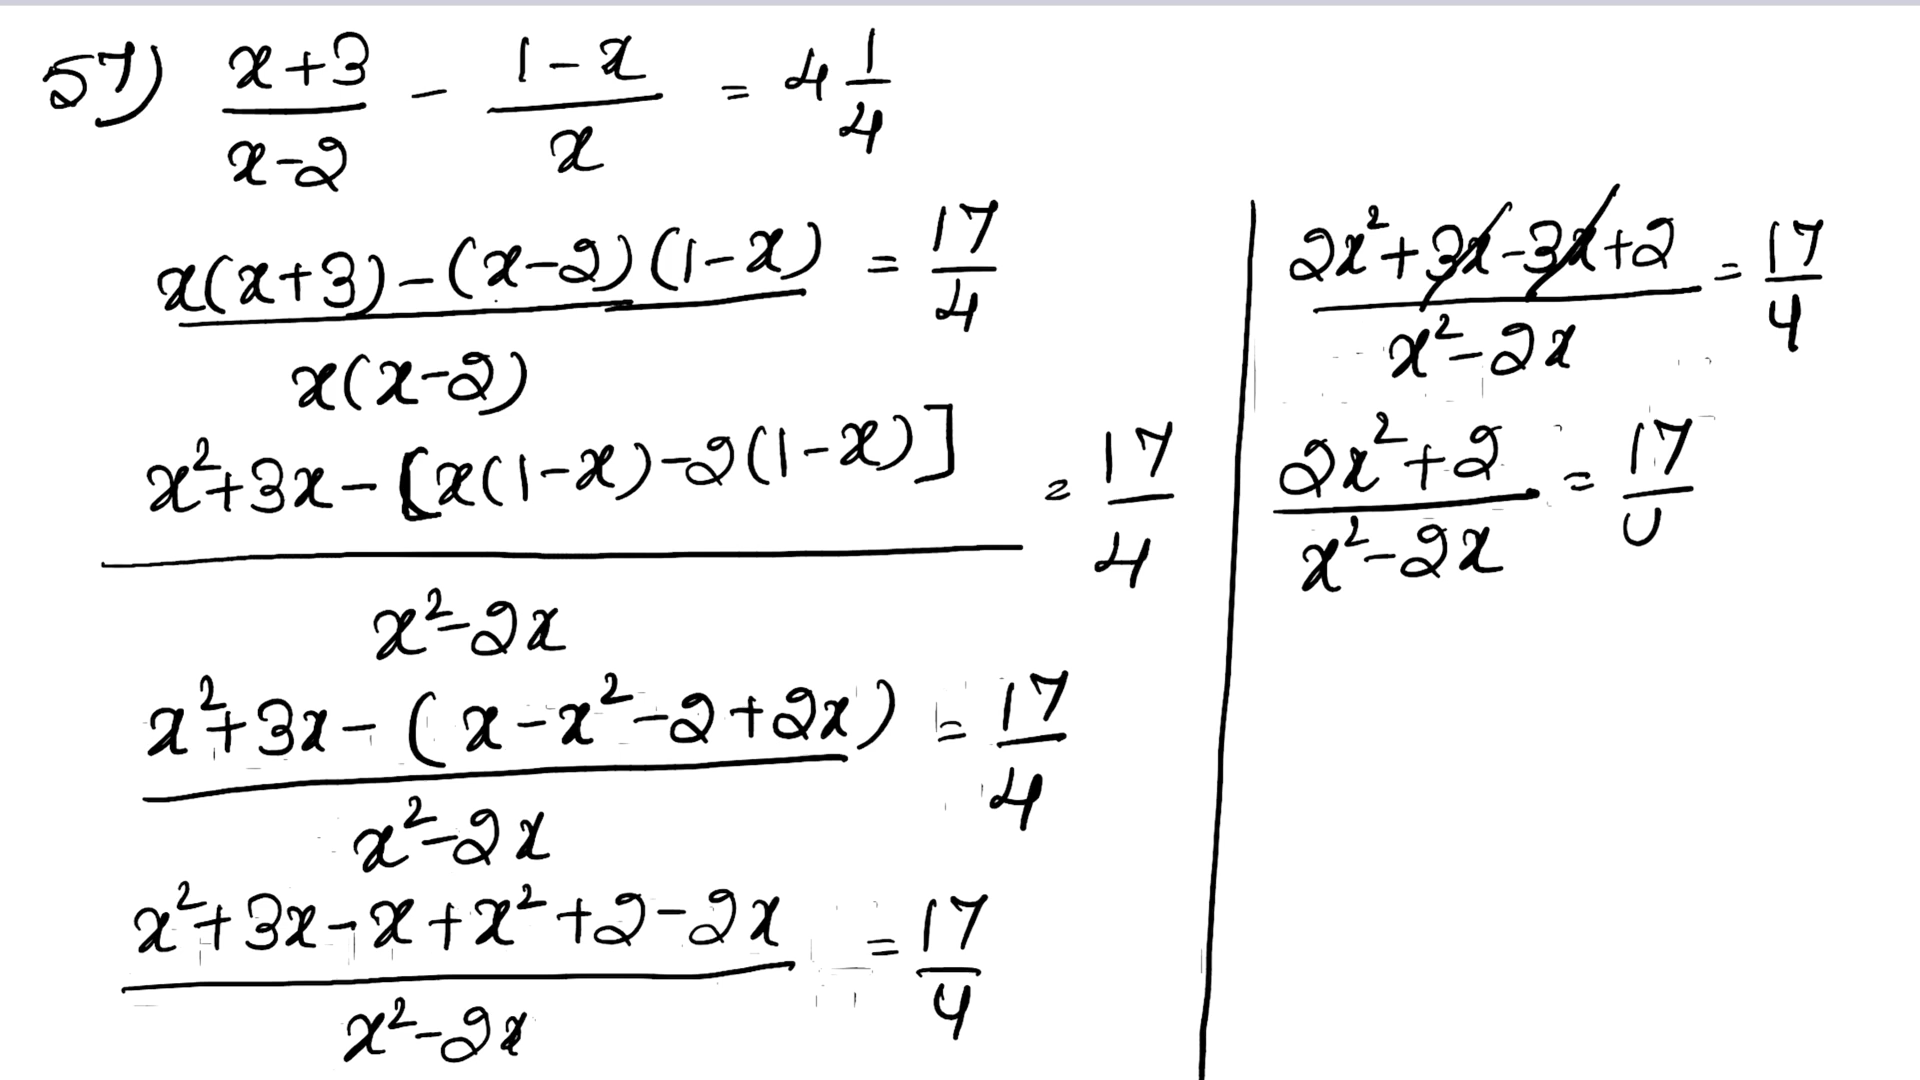 57) (x+3)/(x-2) - (1-x)/x = 4 1/4
(x(x+3)-(x-2)(1-x))/(x(x-2)) = 17/4
(x²+3x-[x(1-x)-2(1-x)])/(x²-2x) = 17/4
(x²+3x-(x-x²-2+2x))/(x²-2x) = 17/4
(x²+3x-x+x²+2-2x)/(x²-2x) = 17/4
(2x²+3x-3x+2)/(x²-2x) = 17/4
(2x²+2)/(x²-2x) = 17/